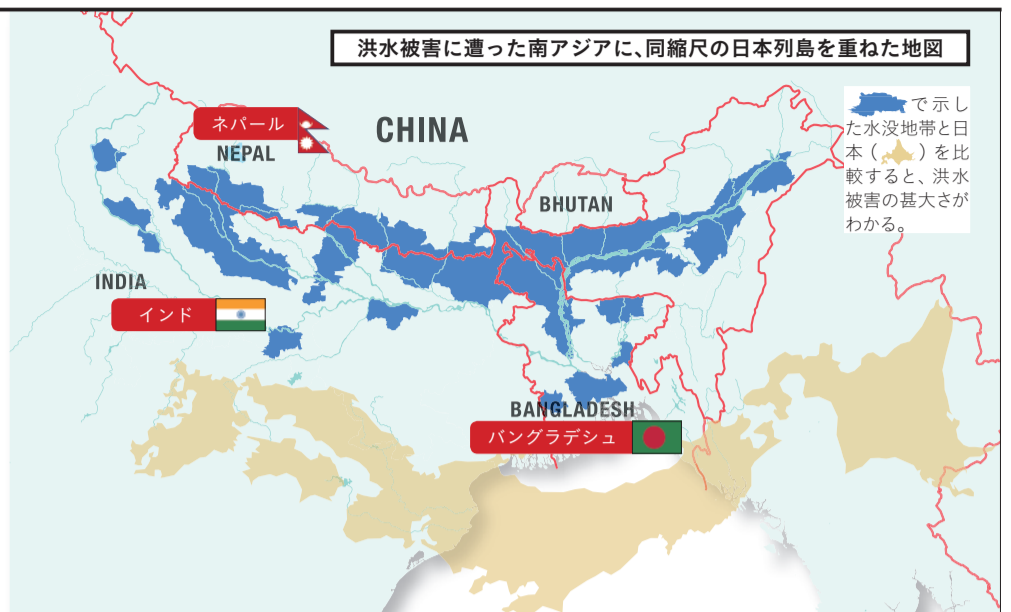 洪水被害に遭った南アジアに、同縮尺の日本列島を重ねた地図
で示し
た水没地帯と日
本（ ）を比
較すると、洪水
被害の甚大さが
わかる。
ネパール
NEPAL
CHINA
BHUTAN
INDIA
インド
BANGLADESH
バングラデシュ